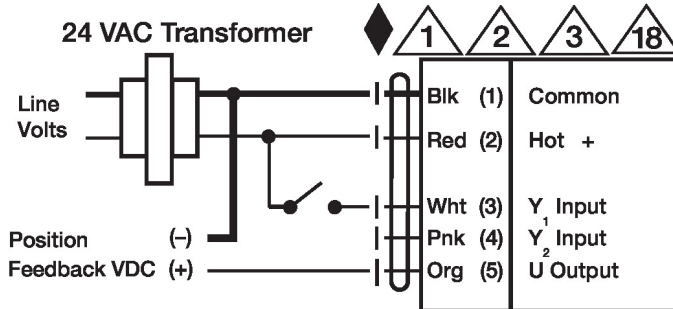 24 VAC Transformer
1 2 3 18
Line
Volts
Blk (1) Common
Red (2) Hot +
Wht (3) Y1 Input
Pnk (4) Y2 Input
Org (5) U Output
Position (–)
Feedback VDC (+)